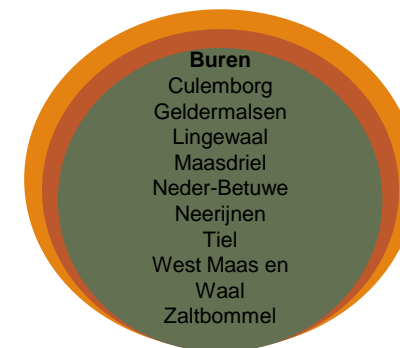 Buren
Culemborg
Geldermalsen
Lingewaal
Maasdriel
Neder-Betuwe
Neerijnen
Tiel
West Maas en
Waal
Zaltbommel